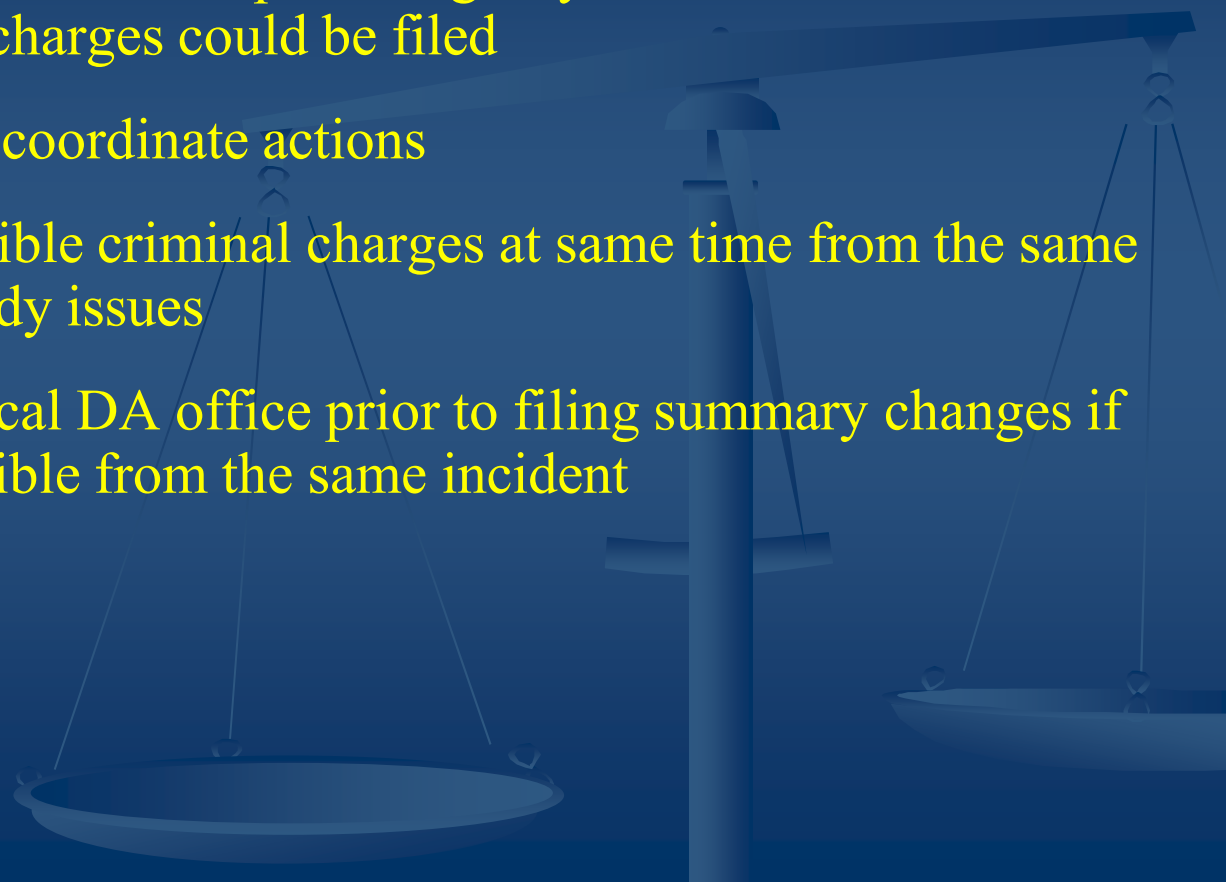 charges could be filed
coordinate actions
ible criminal charges at same time from the same
dy issues
cal DA office prior to filing summary changes if
ible from the same incident